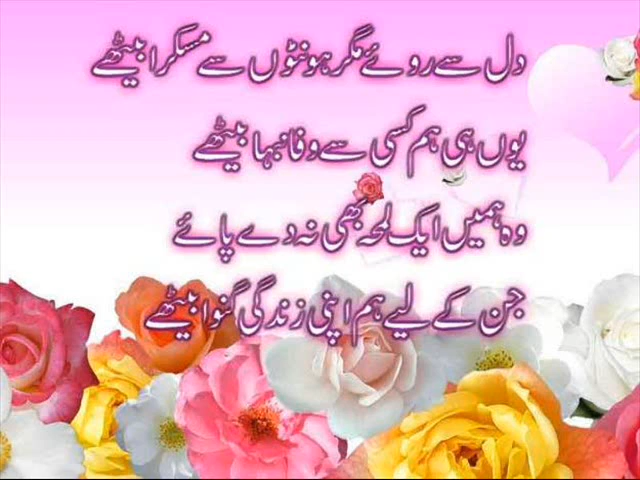 دل سے روئے مگر ہونٹوں سے مسکرا بیٹھے
یوں ہی ہم کسی سے وفا نبھا بیٹھے
وہ ہمیں ایک لمحہ بھی نہ دے پائے
جن کے لیے ہم اپنی زندگی گنوا بیٹھے